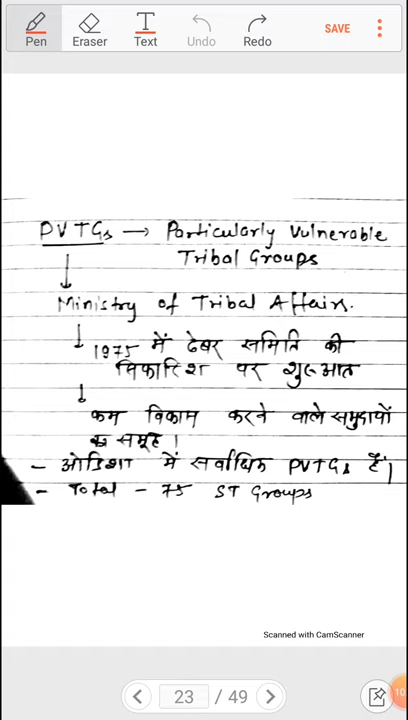 Pen Eraser Text Undo Redo SAVE
PVTGs → Particularly Vulnerable
Tribal Groups
Ministry of Tribal Affairs.
1975 में ढेबर समिति की
सिफारिश पर शुरुआत
कम विकास करने वाले समुदायों
का समूह।
- ओडिशा में सर्वाधिक PVTGs हैं।
- Total - 75 ST Groups
Scanned with CamScanner
23 / 49
10